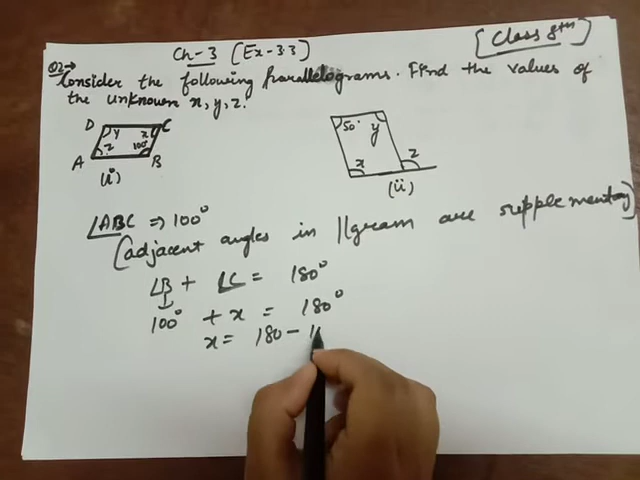 Ch-3 [Ex-3.3]
[Class 8th]
Q2→
Consider the following parallelograms. Find the values of
the unknown x, y, z.
D C
y x
z 100°
A B
(i)
50° y
x z
(ii)
∠ABC ⇒ 100°
(adjacent angles in ||gram are supplementary)
∠B + ∠C = 180°
100° + x = 180°
x = 180 - 1